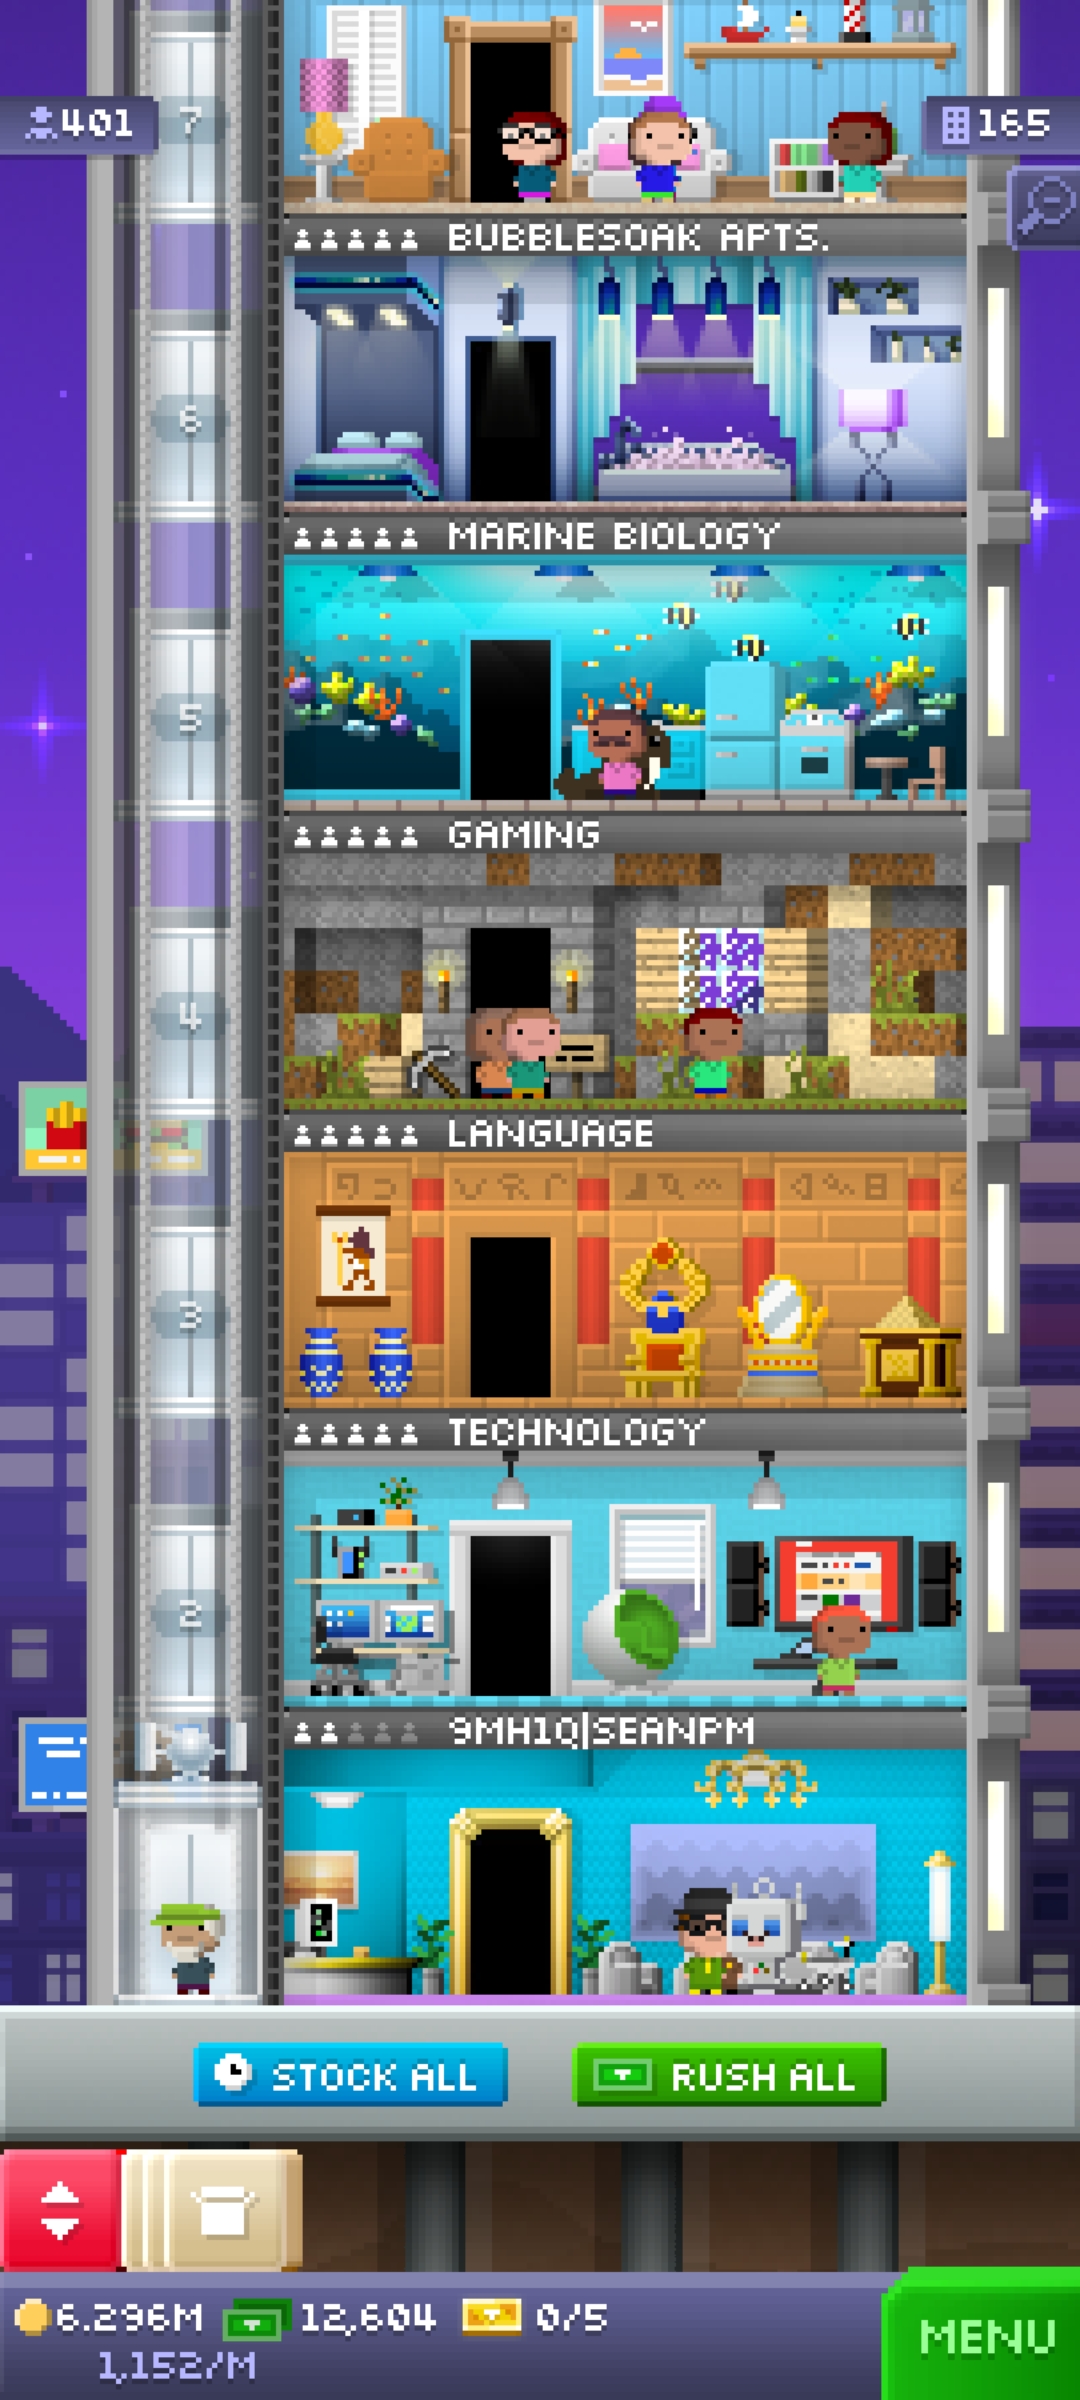 7
401
165
BUBBLESOAK APTS.
6
MARINE BIOLOGY
5
GAMING
4
LANGUAGE
3
TECHNOLOGY
2
9MH1Q|SEANPM
STOCK ALL
RUSH ALL
6.296M
12,604
0/5
1,152/M
MENU